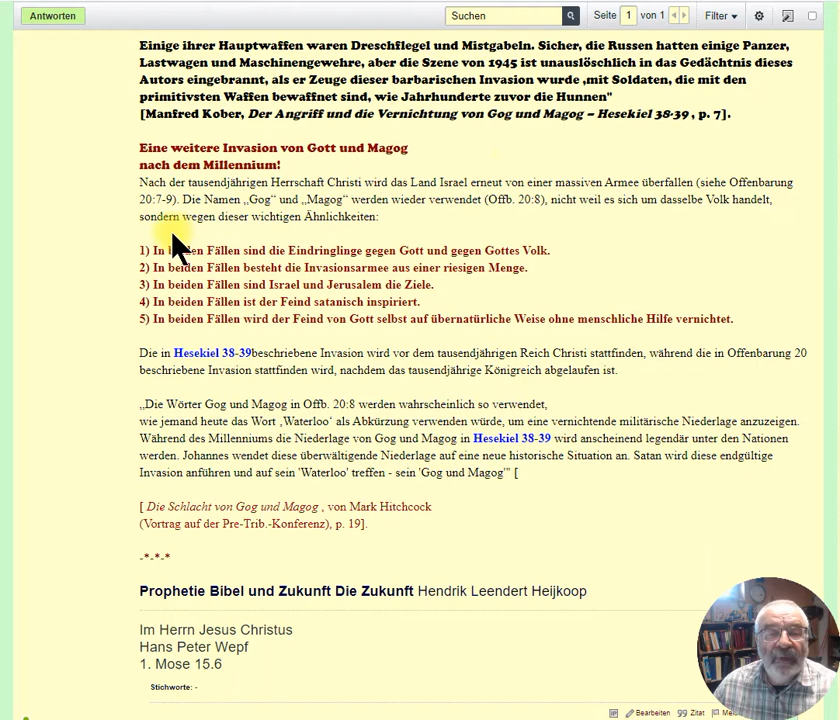 Antworten
Suchen
Seite 1 von 1
Filter
Einige ihrer Hauptwaffen waren Dreschflegel und Mistgabeln. Sicher, die Russen hatten einige Panzer,
Lastwagen und Maschinengewehre, aber die Szene von 1945 ist unauslöschlich in das Gedächtnis dieses
Autors eingebrannt, als er Zeuge dieser barbarischen Invasion wurde ,mit Soldaten, die mit den
primitivsten Waffen bewaffnet sind, wie Jahrhunderte zuvor die Hunnen"
[Manfred Kober, Der Angriff und die Vernichtung von Gog und Magog – Hesekiel 38-39 , p. 7].
Eine weitere Invasion von Gott und Magog
nach dem Millennium!
Nach der tausendjährigen Herrschaft Christi wird das Land Israel erneut von einer massiven Armee überfallen (siehe Offenbarung
20:7-9). Die Namen „Gog“ und „Magog“ werden wieder verwendet (Offb. 20:8), nicht weil es sich um dasselbe Volk handelt,
sondern wegen dieser wichtigen Ähnlichkeiten:
1) In beiden Fällen sind die Eindringlinge gegen Gott und gegen Gottes Volk.
2) In beiden Fällen besteht die Invasionsarmee aus einer riesigen Menge.
3) In beiden Fällen sind Israel und Jerusalem die Ziele.
4) In beiden Fällen ist der Feind satanisch inspiriert.
5) In beiden Fällen wird der Feind von Gott selbst auf übernatürliche Weise ohne menschliche Hilfe vernichtet.
Die in Hesekiel 38-39beschriebene Invasion wird vor dem tausendjährigen Reich Christi stattfinden, während die in Offenbarung 20
beschriebene Invasion stattfinden wird, nachdem das tausendjährige Königreich abgelaufen ist.
„Die Wörter Gog und Magog in Offb. 20:8 werden wahrscheinlich so verwendet,
wie jemand heute das Wort ‚Waterloo‘ als Abkürzung verwenden würde, um eine vernichtende militärische Niederlage anzuzeigen.
Während des Millenniums die Niederlage von Gog und Magog in Hesekiel 38-39 wird anscheinend legendär unter den Nationen
werden. Johannes wendet diese überwältigende Niederlage auf eine neue historische Situation an. Satan wird diese endgültige
Invasion anführen und auf sein 'Waterloo' treffen - sein 'Gog und Magog'" [
[ Die Schlacht von Gog und Magog , von Mark Hitchcock
(Vortrag auf der Pre-Trib.-Konferenz), p. 19].
-*-*-*
Prophetie Bibel und Zukunft Die Zukunft Hendrik Leendert Heijkoop
Im Herrn Jesus Christus
Hans Peter Wepf
1. Mose 15.6
Stichworte: -
Bearbeiten
Zitat